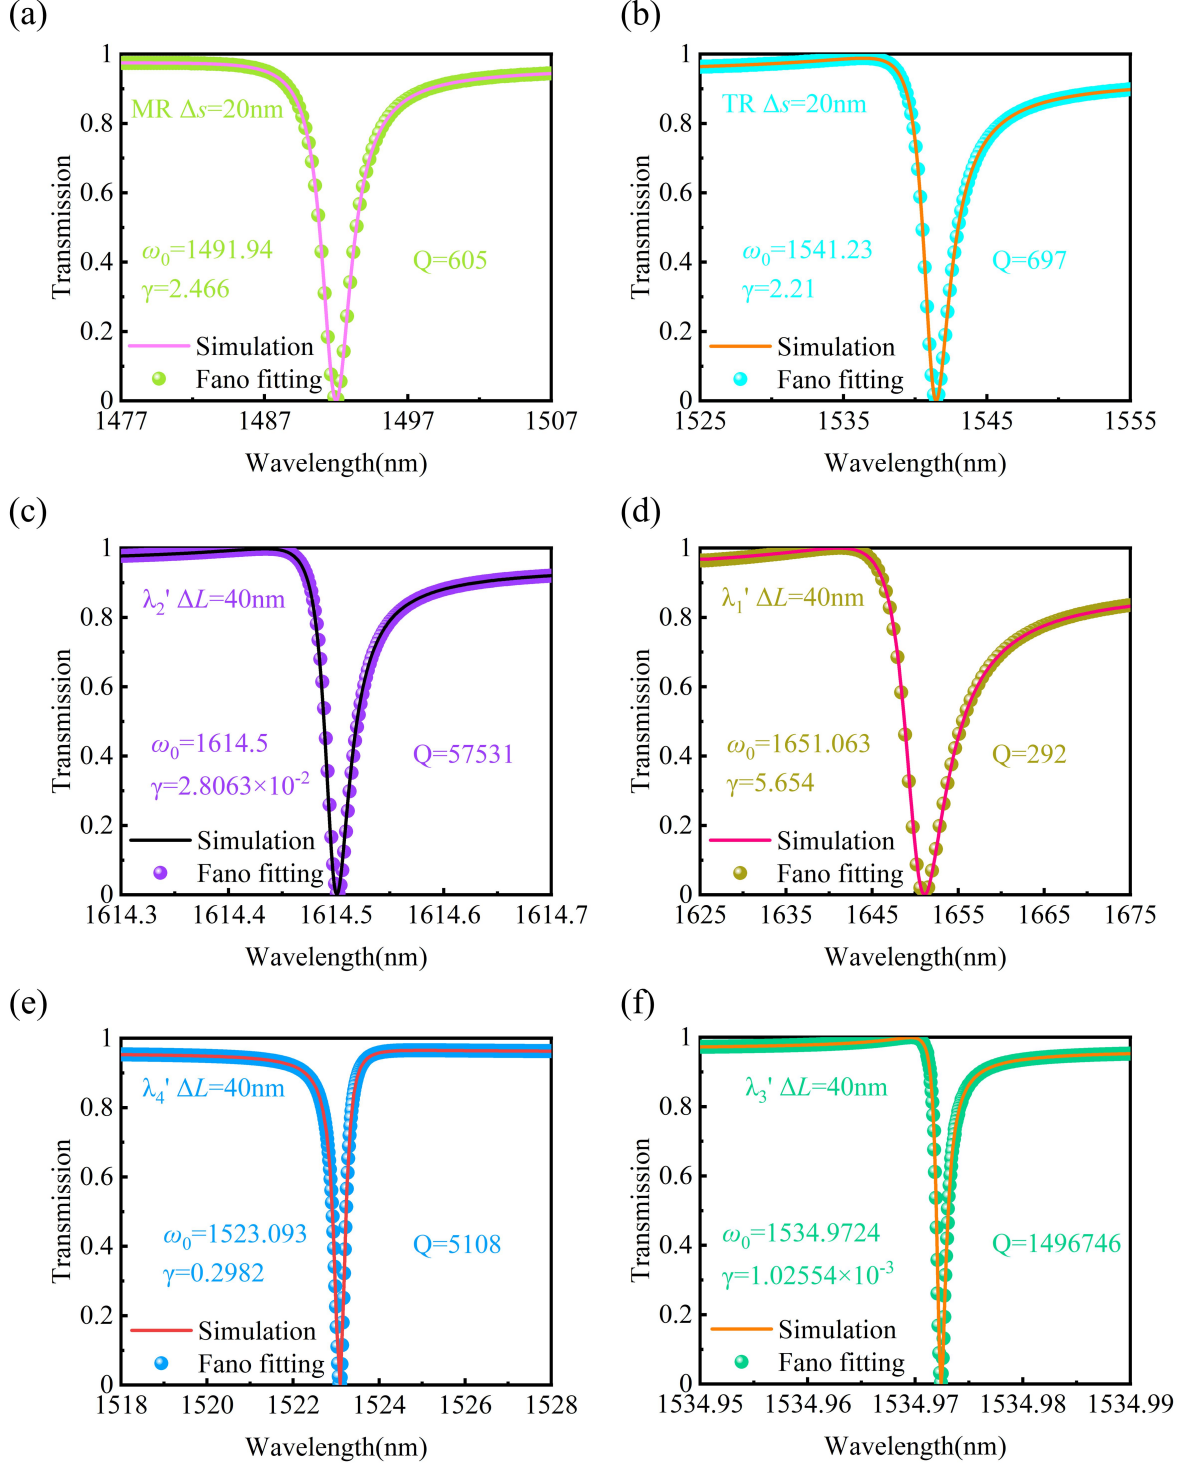 (a)
Transmission
1
0.8
0.6
0.4
0.2
0
MR Δs=20nm
ω₀=1491.94
γ=2.466
Q=605
Simulation
Fano fitting
1477 1487 1497 1507
Wavelength(nm)
(b)
Transmission
1
0.8
0.6
0.4
0.2
0
TR Δs=20nm
ω₀=1541.23
γ=2.21
Q=697
Simulation
Fano fitting
1525 1535 1545 1555
Wavelength(nm)
(c)
Transmission
1
0.8
0.6
0.4
0.2
0
λ₂' ΔL=40nm
ω₀=1614.5
γ=2.8063×10⁻²
Q=57531
Simulation
Fano fitting
1614.3 1614.4 1614.5 1614.6 1614.7
Wavelength(nm)
(d)
Transmission
1
0.8
0.6
0.4
0.2
0
λ₁' ΔL=40nm
ω₀=1651.063
γ=5.654
Q=292
Simulation
Fano fitting
1625 1635 1645 1655 1665 1675
Wavelength(nm)
(e)
Transmission
1
0.8
0.6
0.4
0.2
0
λ₄' ΔL=40nm
ω₀=1523.093
γ=0.2982
Q=5108
Simulation
Fano fitting
1518 1520 1522 1524 1526 1528
Wavelength(nm)
(f)
Transmission
1
0.8
0.6
0.4
0.2
0
λ₃' ΔL=40nm
ω₀=1534.9724
γ=1.02554×10⁻³
Q=1496746
Simulation
Fano fitting
1534.95 1534.96 1534.97 1534.98 1534.99
Wavelength(nm)